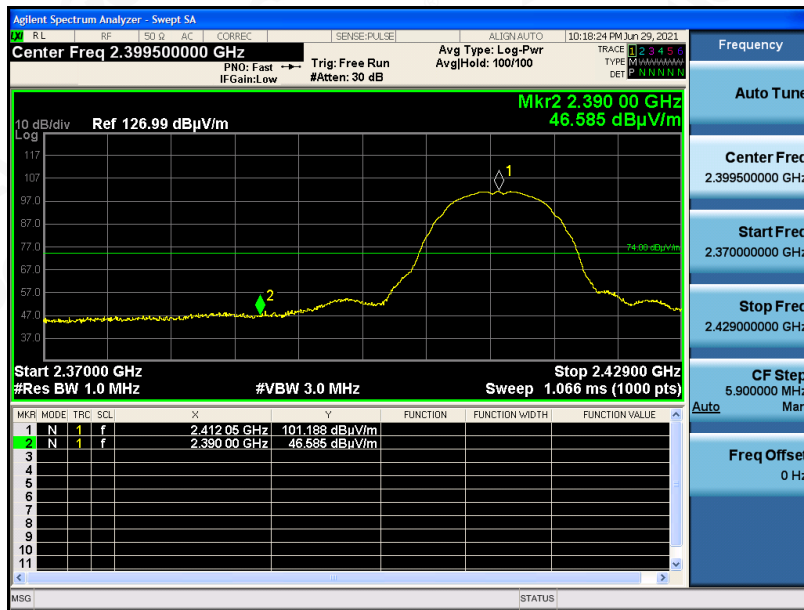 Agilent Spectrum Analyzer - Swept SA
LXI RL RF 50 Ω AC CORREC SENSE:PULSE ALIGN AUTO 10:18:24 PM Jun 29, 2021
Center Freq 2.399500000 GHz
PNO: Fast
IFGain:Low
Trig: Free Run
#Atten: 30 dB
Avg Type: Log-Pwr
Avg|Hold: 100/100
TRACE 1 2 3 4 5 6
TYPE M
DET P N N N N N
Mkr2 2.390 00 GHz
46.585 dBµV/m
10 dB/div Ref 126.99 dBµV/m
Log
117
107
97.0
87.0
77.0
67.0
57.0
47.0
37.0
1
2
74.00 dBµV/m
Start 2.37000 GHz Stop 2.42900 GHz
#Res BW 1.0 MHz #VBW 3.0 MHz Sweep 1.066 ms (1000 pts)
MKR MODE TRC SCL X Y FUNCTION FUNCTION WIDTH FUNCTION VALUE
1 N 1 f 2.412 05 GHz 101.188 dBµV/m
2 N 1 f 2.390 00 GHz 46.585 dBµV/m
3
4
5
6
7
8
9
10
11
MSG STATUS
Frequency
Auto Tune
Center Freq
2.399500000 GHz
Start Freq
2.370000000 GHz
Stop Freq
2.429000000 GHz
CF Step
5.900000 MHz
Auto Man
Freq Offset
0 Hz